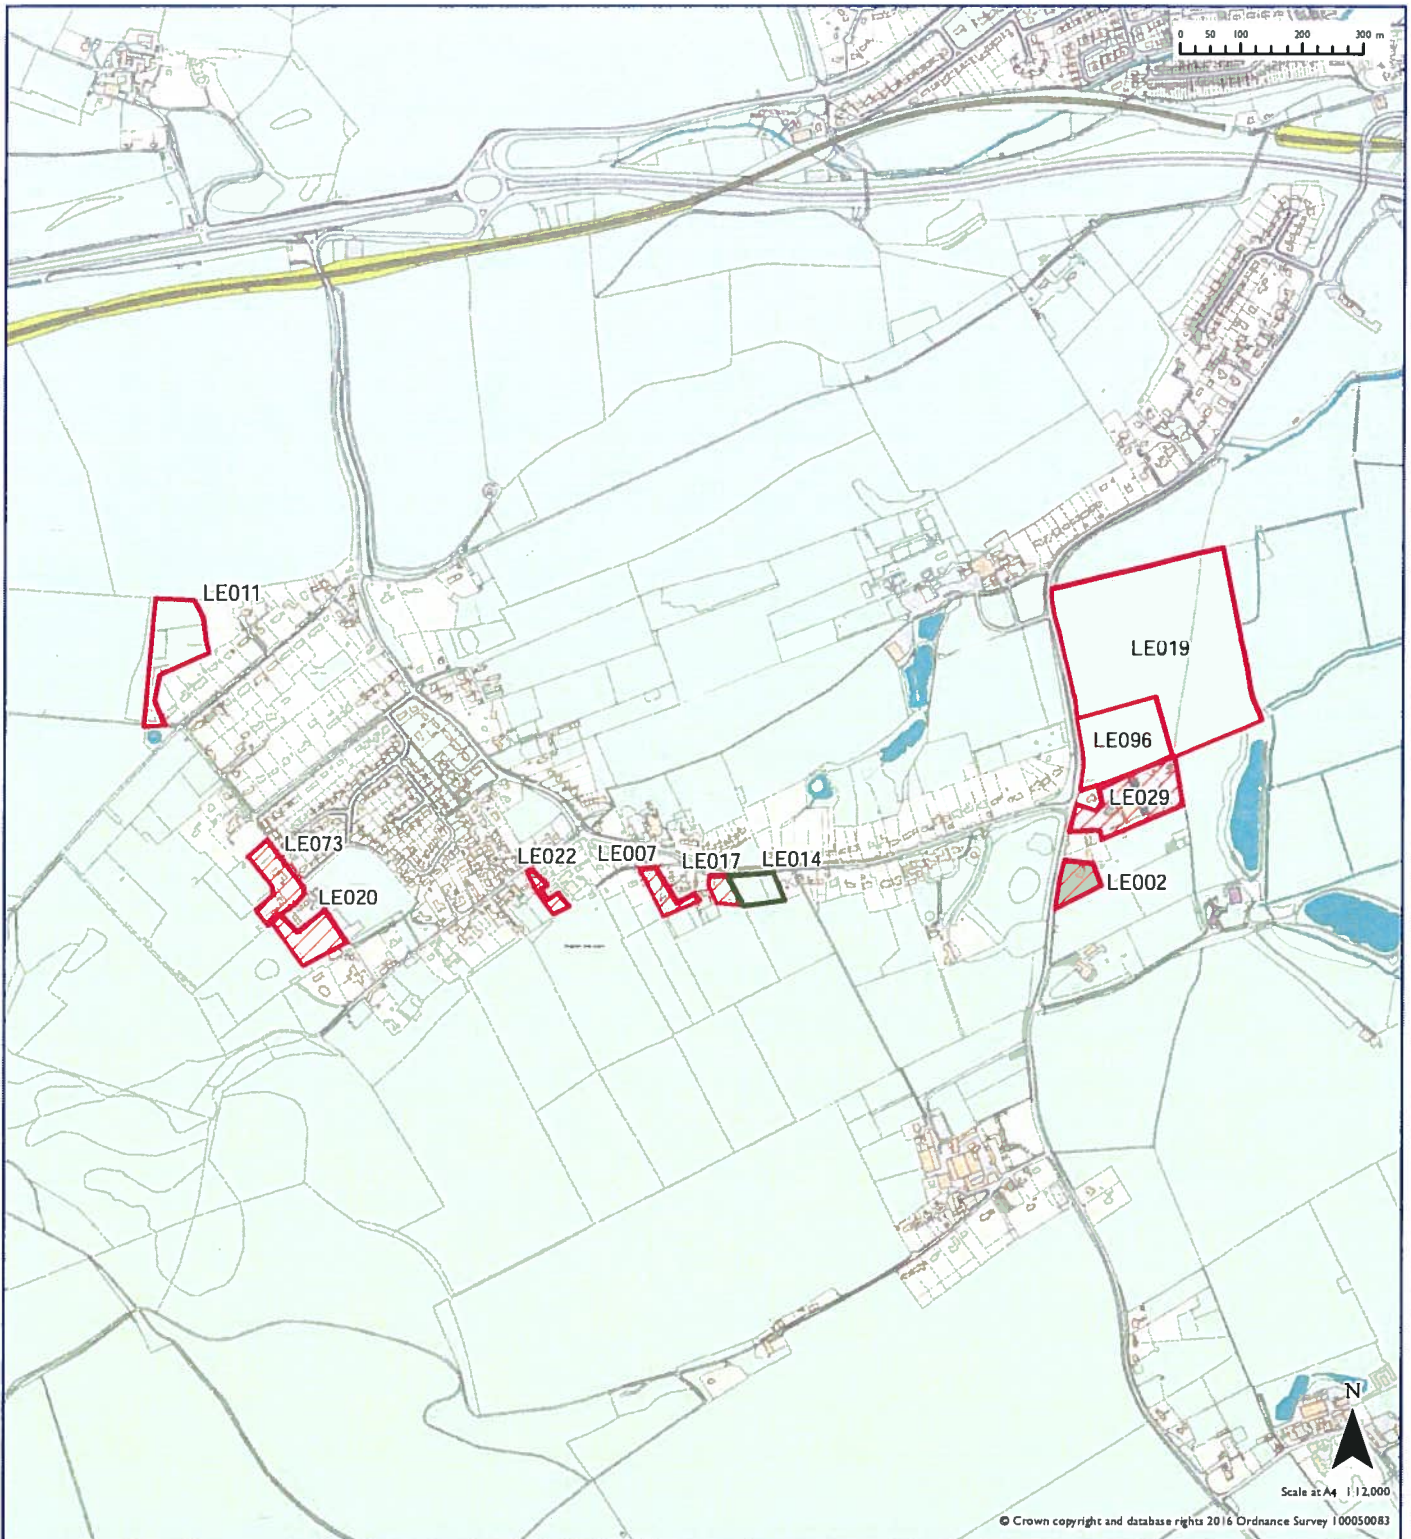 0 50 100 200 300 m
LE011
LE019
LE096
LE029
LE073
LE022
LE007
LE017
LE014
LE020
LE002
N
Scale at A4 1:12,000
© Crown copyright and database rights 2016 Ordnance Survey 100050083